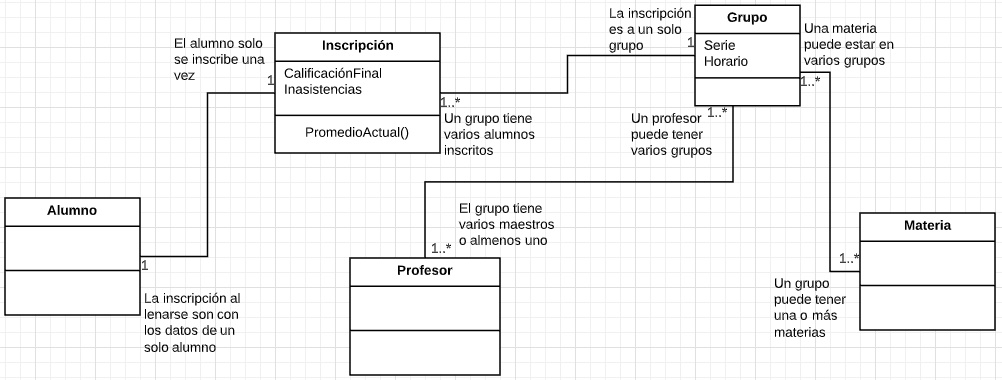 El alumno solo
se inscribe una
vez
1
Inscripción
CalificaciónFinal
Inasistencias
PromedioActual()
1..*
Un grupo tiene
varios alumnos
inscritos
La inscripción
es a un solo
grupo
1
Grupo
Serie
Horario
Una materia
puede estar en
varios grupos
1..*
1..*
Un profesor
puede tener
varios grupos
Alumno
1
La inscripción al
lenarse son con
los datos de un
solo alumno
El grupo tiene
varios maestros
o almenos uno
1..*
Profesor
Materia
1..*
Un grupo
puede tener
una o más
materias